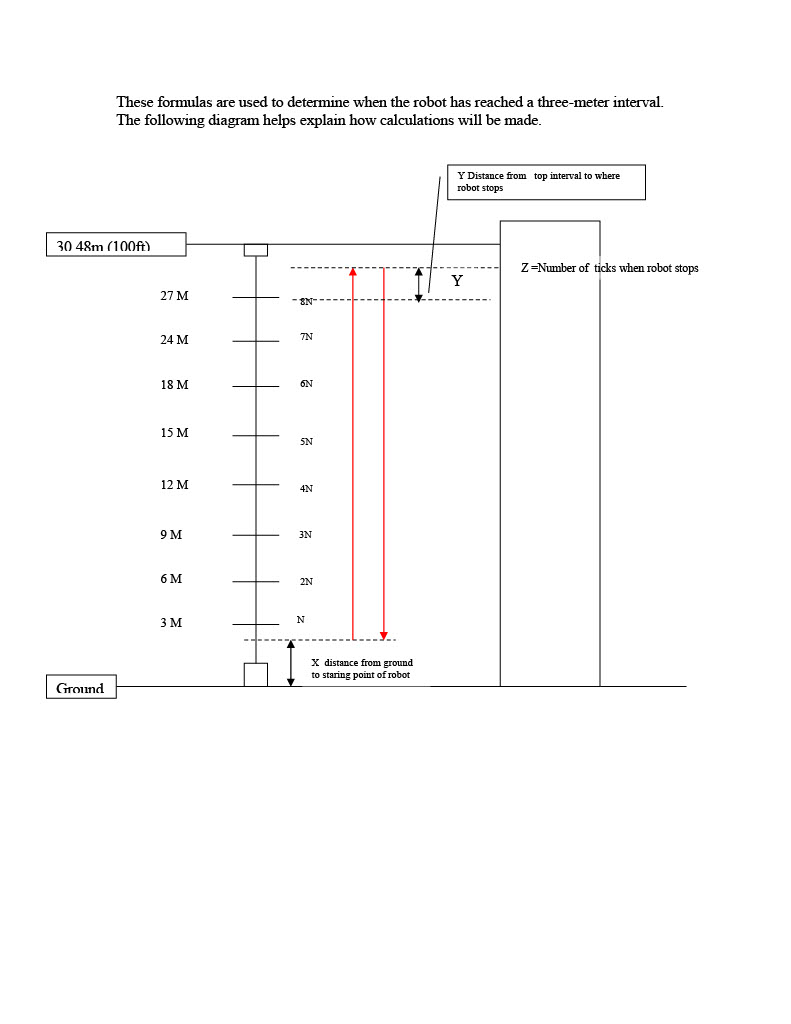 These formulas are used to determine when the robot has reached a three-meter interval.
The following diagram helps explain how calculations will be made.
Y Distance from top interval to where
robot stops
30.48m (100ft)
Z =Number of ticks when robot stops
Y
27 M
8N
24 M
7N
18 M
6N
15 M
5N
12 M
4N
9 M
3N
6 M
2N
3 M
N
X distance from ground
to staring point of robot
Ground